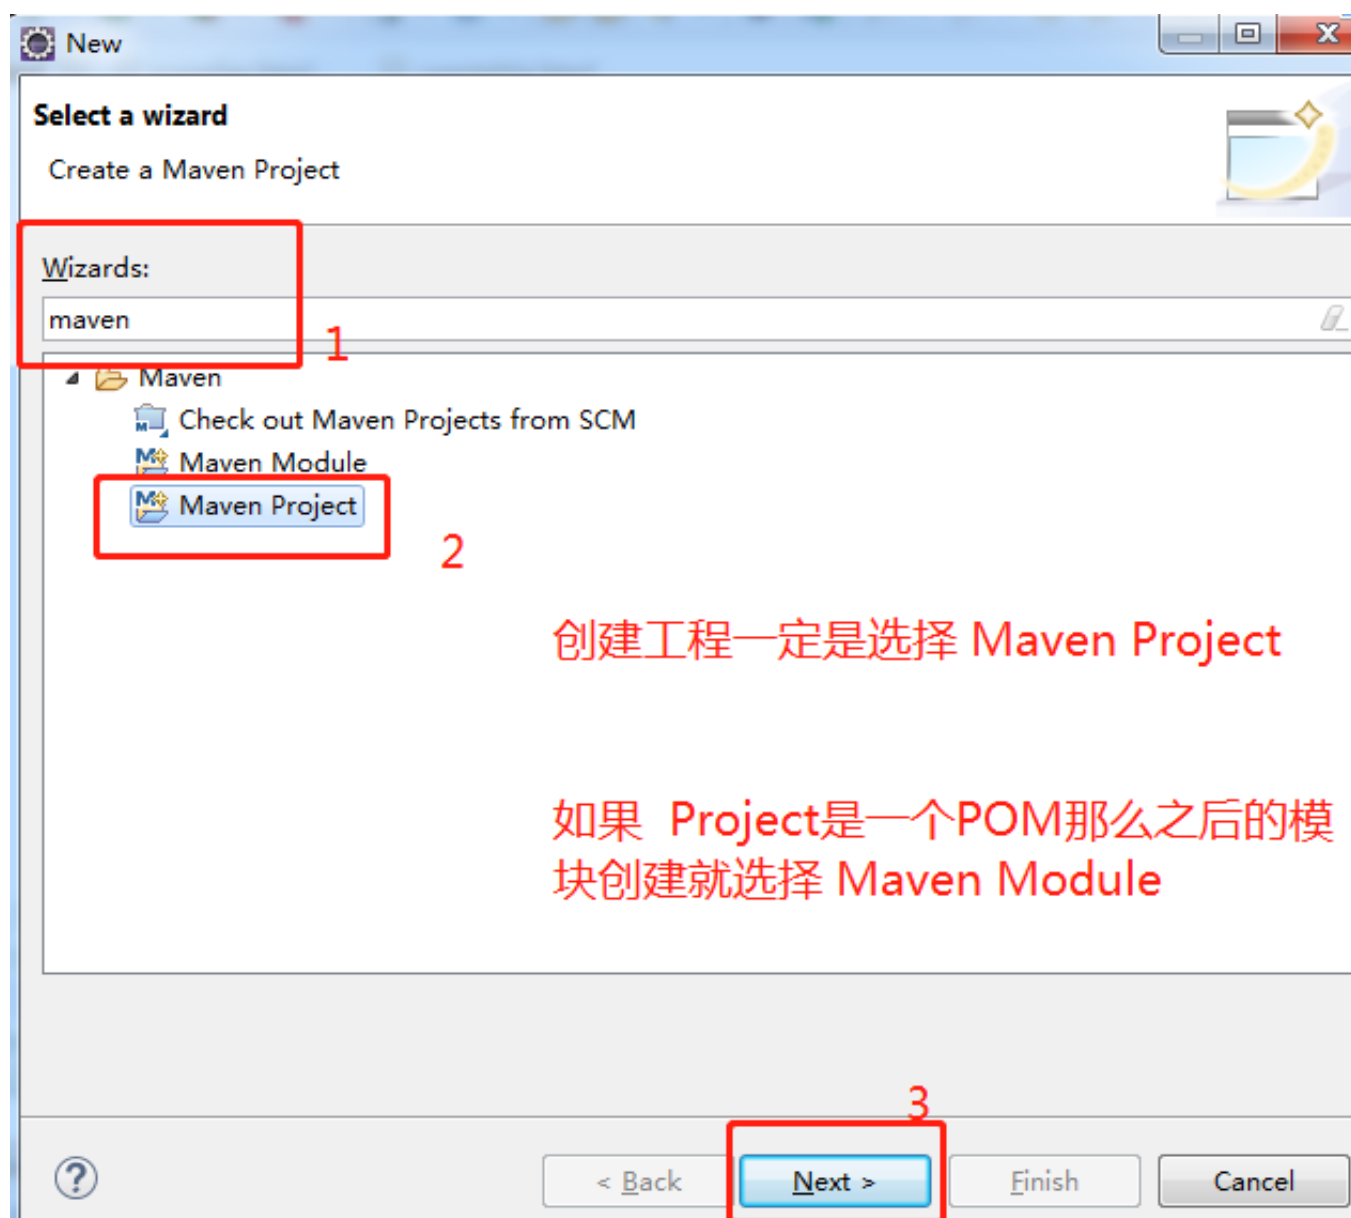 New
Select a wizard
Create a Maven Project
Wizards:
maven
1
Maven
Check out Maven Projects from SCM
Maven Module
Maven Project
2
创建工程一定是选择 Maven Project
如果 Project是一个POM那么之后的模
块创建就选择 Maven Module
3
< Back
Next >
Finish
Cancel